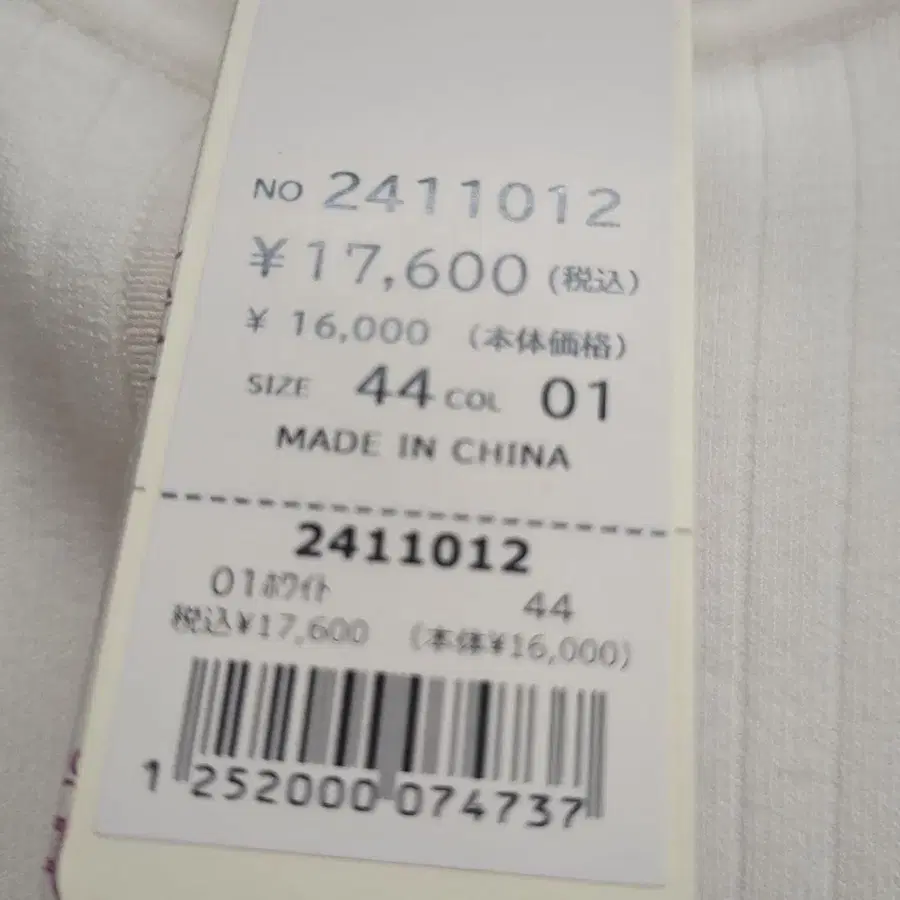 NO 2411012
¥17,600(税込)
¥ 16,000 (本体価格)
SIZE 44 COL 01
MADE IN CHINA
2411012
01ﾎﾜｲﾄ 44
税込¥17,600 (本体¥16,000)
1 252000 074737